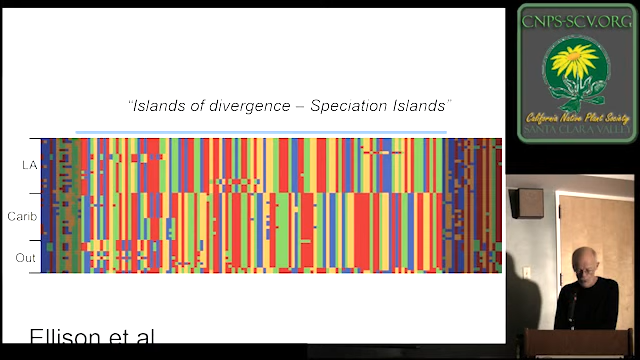 "Islands of divergence – Speciation Islands"
LA
Carib
Out
Ellison et al
CNPS-SCV.ORG
California Native Plant Society
SANTA CLARA VALLEY